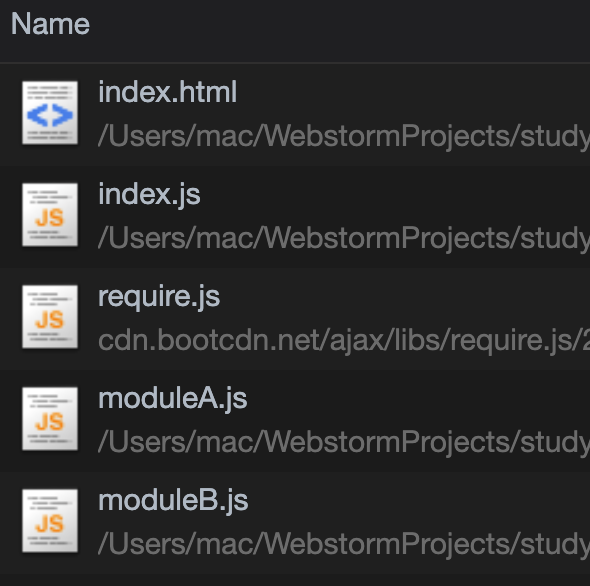 Name
index.html
/Users/mac/WebstormProjects/study
index.js
/Users/mac/WebstormProjects/study
require.js
cdn.bootcdn.net/ajax/libs/require.js/2
moduleA.js
/Users/mac/WebstormProjects/study
moduleB.js
/Users/mac/WebstormProjects/study